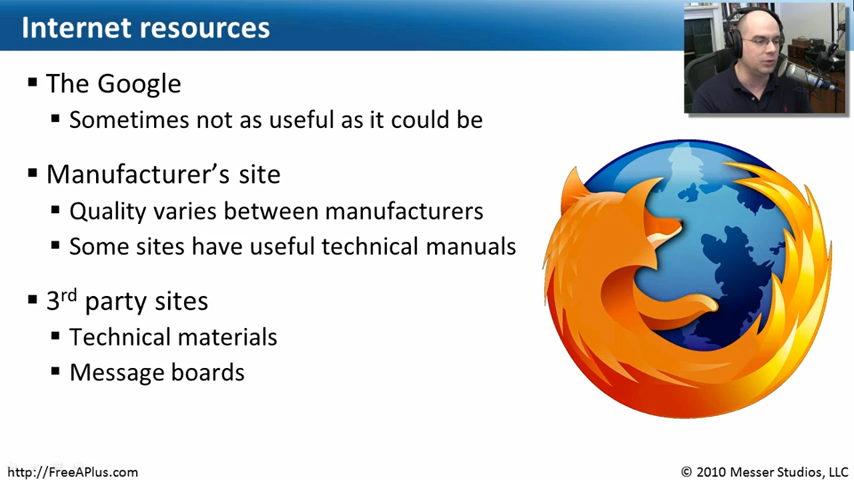 Internet resources
▪ The Google
▪ Sometimes not as useful as it could be
▪ Manufacturer’s site
▪ Quality varies between manufacturers
▪ Some sites have useful technical manuals
▪ 3rd party sites
▪ Technical materials
▪ Message boards
http://FreeAPlus.com
© 2010 Messer Studios, LLC